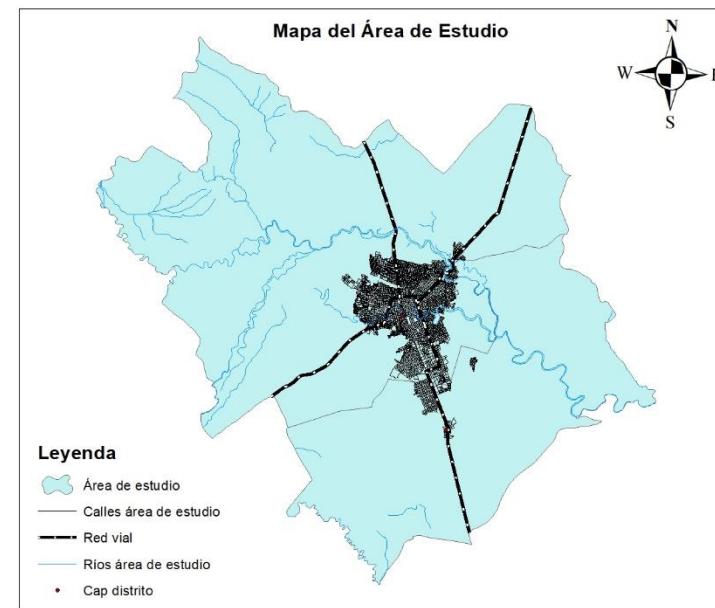 Mapa del Área de Estudio
N
W
E
S
Leyenda
Área de estudio
Calles área de estudio
Red vial
Ríos área de estudio
Cap distrito